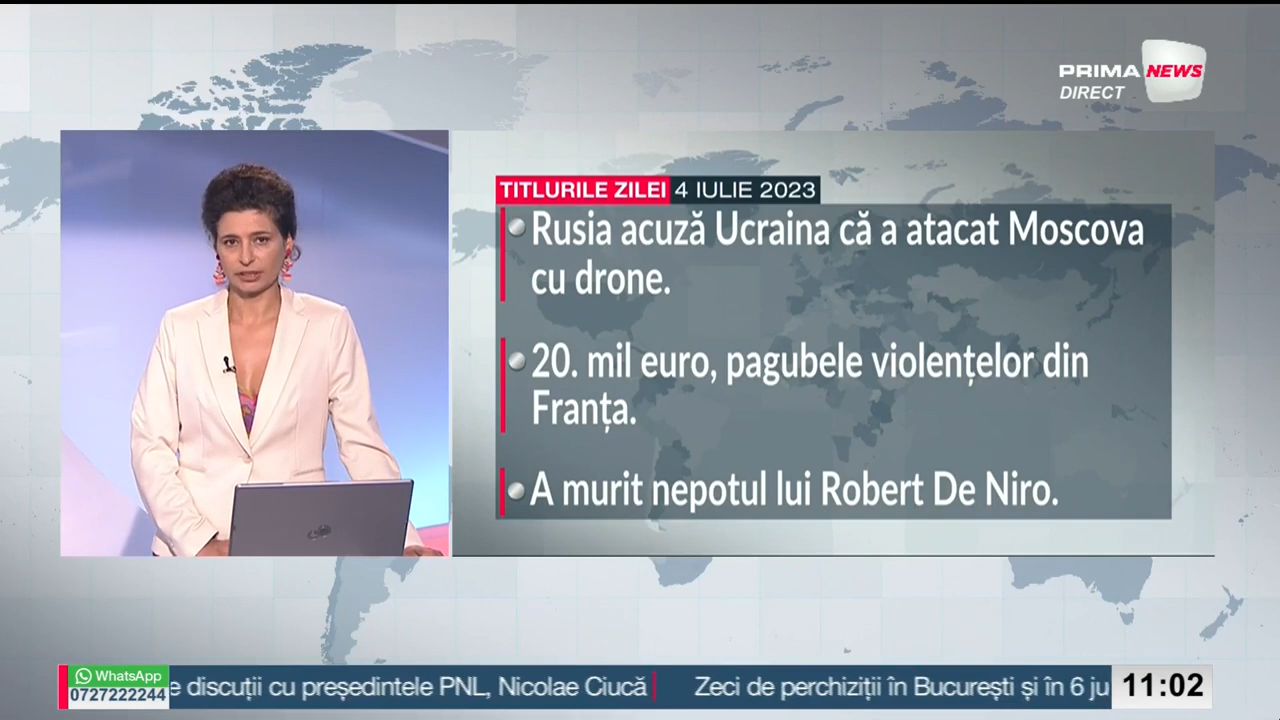 PRIMA NEWS
DIRECT
TITLURILE ZILEI 4 IULIE 2023
Rusia acuză Ucraina că a atacat Moscova
cu drone.
20. mil euro, pagubele violențelor din
Franța.
A murit nepotul lui Robert De Niro.
WhatsApp
0727222244
e discuții cu președintele PNL, Nicolae Ciucă
Zeci de perchiziții în București și în 6 ju
11:02